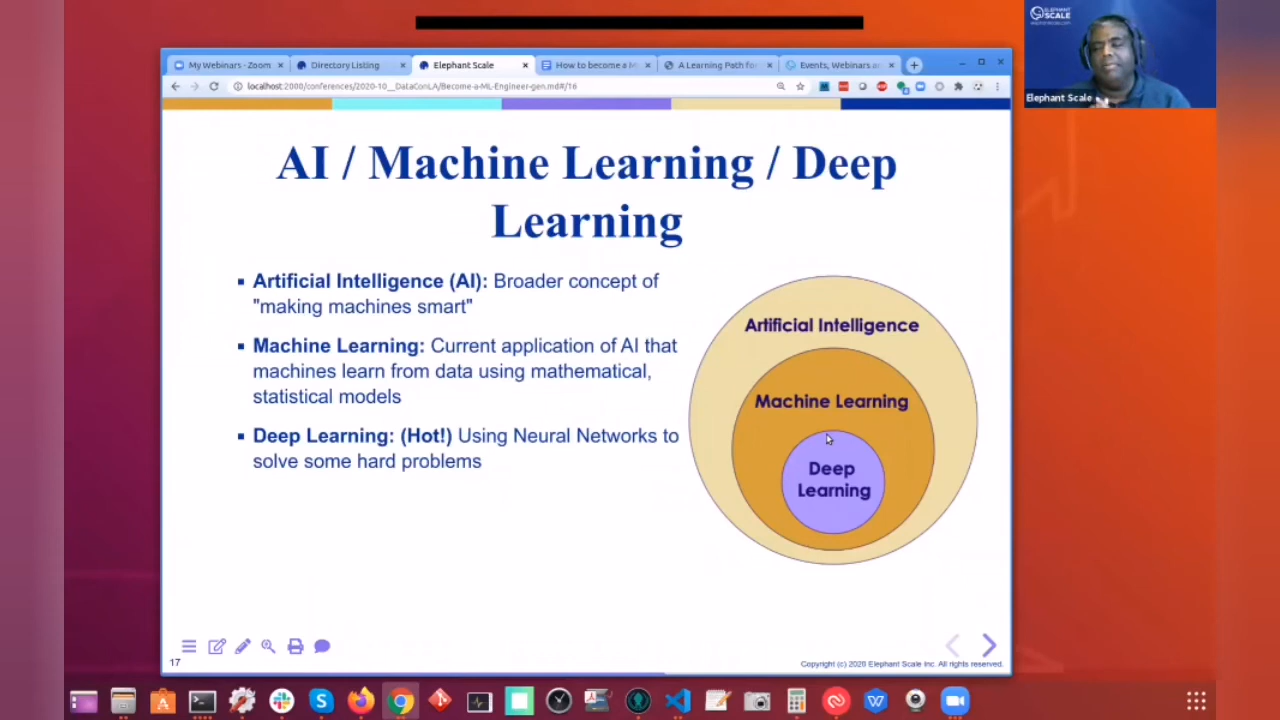 My Webinars - Zoom
Directory Listing
Elephant Scale
How to become a M
A Learning Path fo
Events, Webinars a
localhost:2000/conferences/2020-10__DataConLA/Become-a-ML-Engineer-gen.md#/16
ELEPHANT
SCALE
Elephant Scale
AI / Machine Learning / Deep
Learning
Artificial Intelligence (AI): Broader concept of
"making machines smart"
Machine Learning: Current application of AI that
machines learn from data using mathematical,
statistical models
Deep Learning: (Hot!) Using Neural Networks to
solve some hard problems
Artificial Intelligence
Machine Learning
Deep
Learning
17
Copyright (c) 2020 Elephant Scale Inc. All rights reserved.